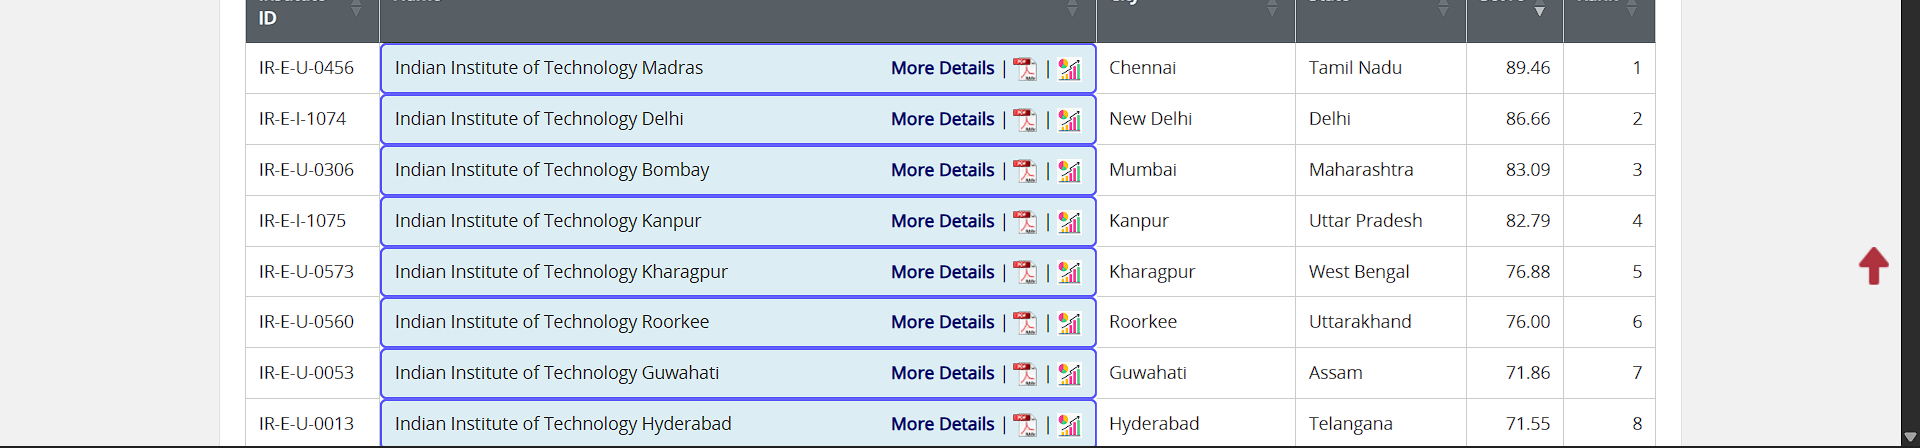 ID
IR-E-U-0456 Indian Institute of Technology Madras More Details | | Chennai Tamil Nadu 89.46 1
IR-E-I-1074 Indian Institute of Technology Delhi More Details | | New Delhi Delhi 86.66 2
IR-E-U-0306 Indian Institute of Technology Bombay More Details | | Mumbai Maharashtra 83.09 3
IR-E-I-1075 Indian Institute of Technology Kanpur More Details | | Kanpur Uttar Pradesh 82.79 4
IR-E-U-0573 Indian Institute of Technology Kharagpur More Details | | Kharagpur West Bengal 76.88 5
IR-E-U-0560 Indian Institute of Technology Roorkee More Details | | Roorkee Uttarakhand 76.00 6
IR-E-U-0053 Indian Institute of Technology Guwahati More Details | | Guwahati Assam 71.86 7
IR-E-U-0013 Indian Institute of Technology Hyderabad More Details | | Hyderabad Telangana 71.55 8